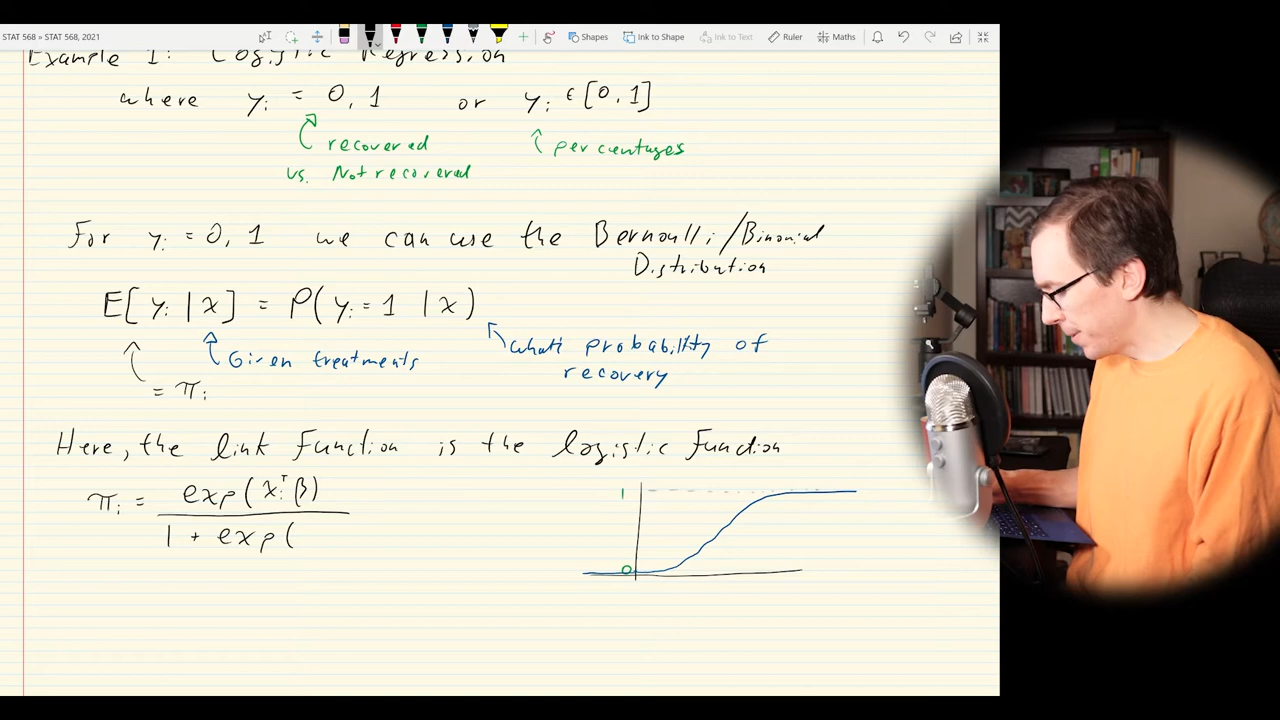 STAT 568 » STAT 568, 2021
Shapes
Ink to Shape
Ink to Text
Ruler
Maths
Example 1: Logistic Regression
where yi = 0, 1 or yi ∈ [0, 1]
recovered
vs. Not recovered
percentages
For yi = 0, 1 we can use the Bernoulli/Binomial
Distribution
E[ yi | x ] = P( yi = 1 | x )
Given treatments
what probability of
recovery
= πi
Here, the link Function is the logistic Function
πi = exp( xiᵀβ)
1 + exp(
1
0